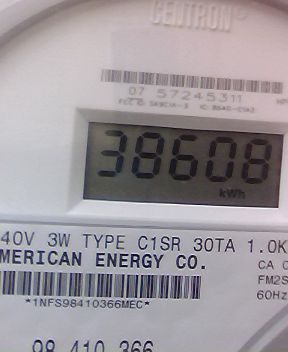 CENTRON®
07 57245311
38608
kWh
40V 3W TYPE C1SR 30TA 1.0K
MERICAN ENERGY CO.
CA 0
FM2S
60Hz
*1NFS98410366MEC*
98 410 366